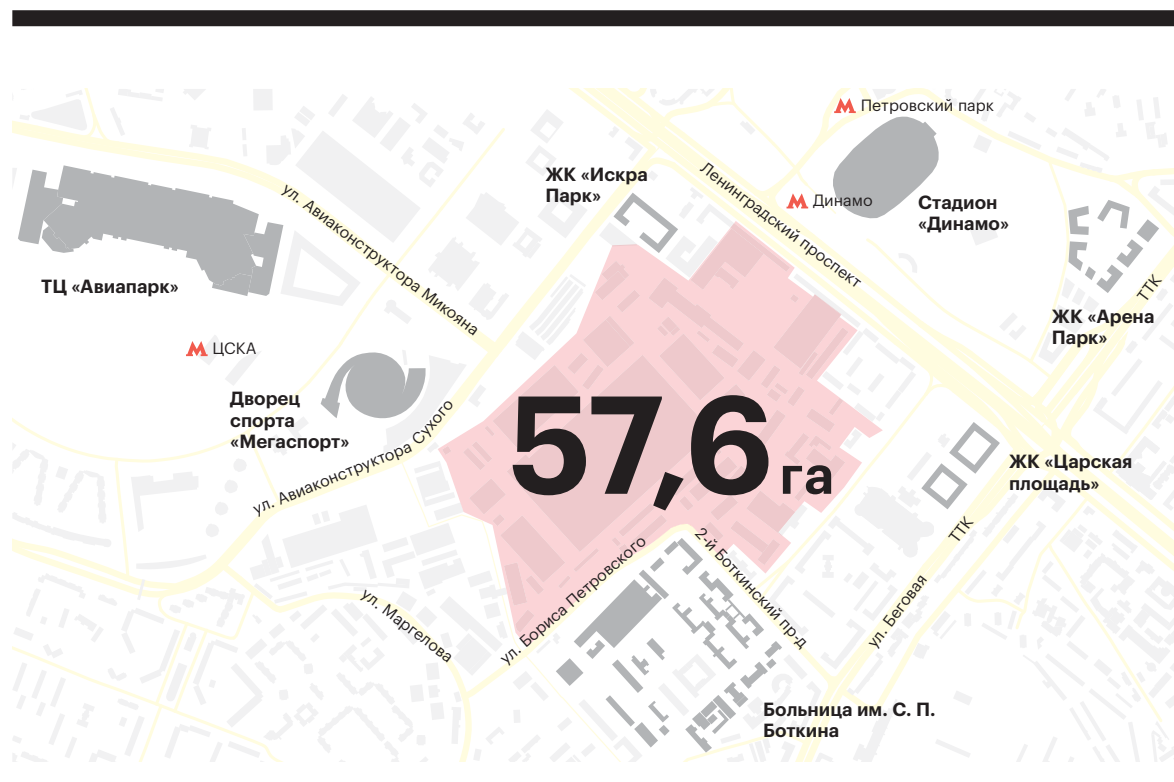 Петровский парк
ЖК «Искра
Парк»
Ленинградский проспект
Динамо
Стадион
«Динамо»
ул. Авиаконструктора Микояна
ТЦ «Авиапарк»
ТТК
ЖК «Арена
Парк»
ЦСКА
Дворец
спорта
«Мегаспорт»
57,6 га
ул. Авиаконструктора Сухого
ЖК «Царская
площадь»
ТТК
2-й Боткинский пр-д
ул. Бориса Петровского
ул. Маргелова
ул. Беговая
Больница им. С. П.
Боткина